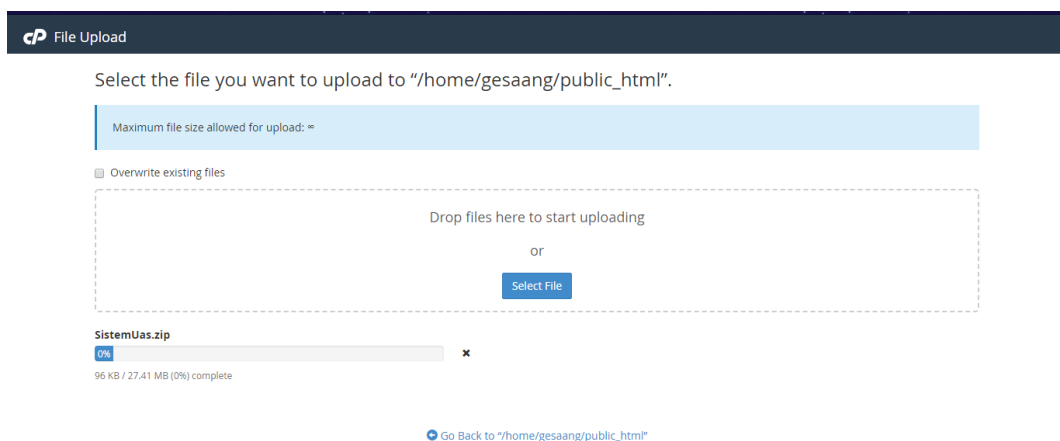 cP File Upload
Select the file you want to upload to “/home/gesaang/public_html”.
Maximum file size allowed for upload: ∞
Overwrite existing files
Drop files here to start uploading
or
Select File
SistemUas.zip
0%
96 KB / 27.41 MB (0%) complete
Go Back to “/home/gesaang/public_html”